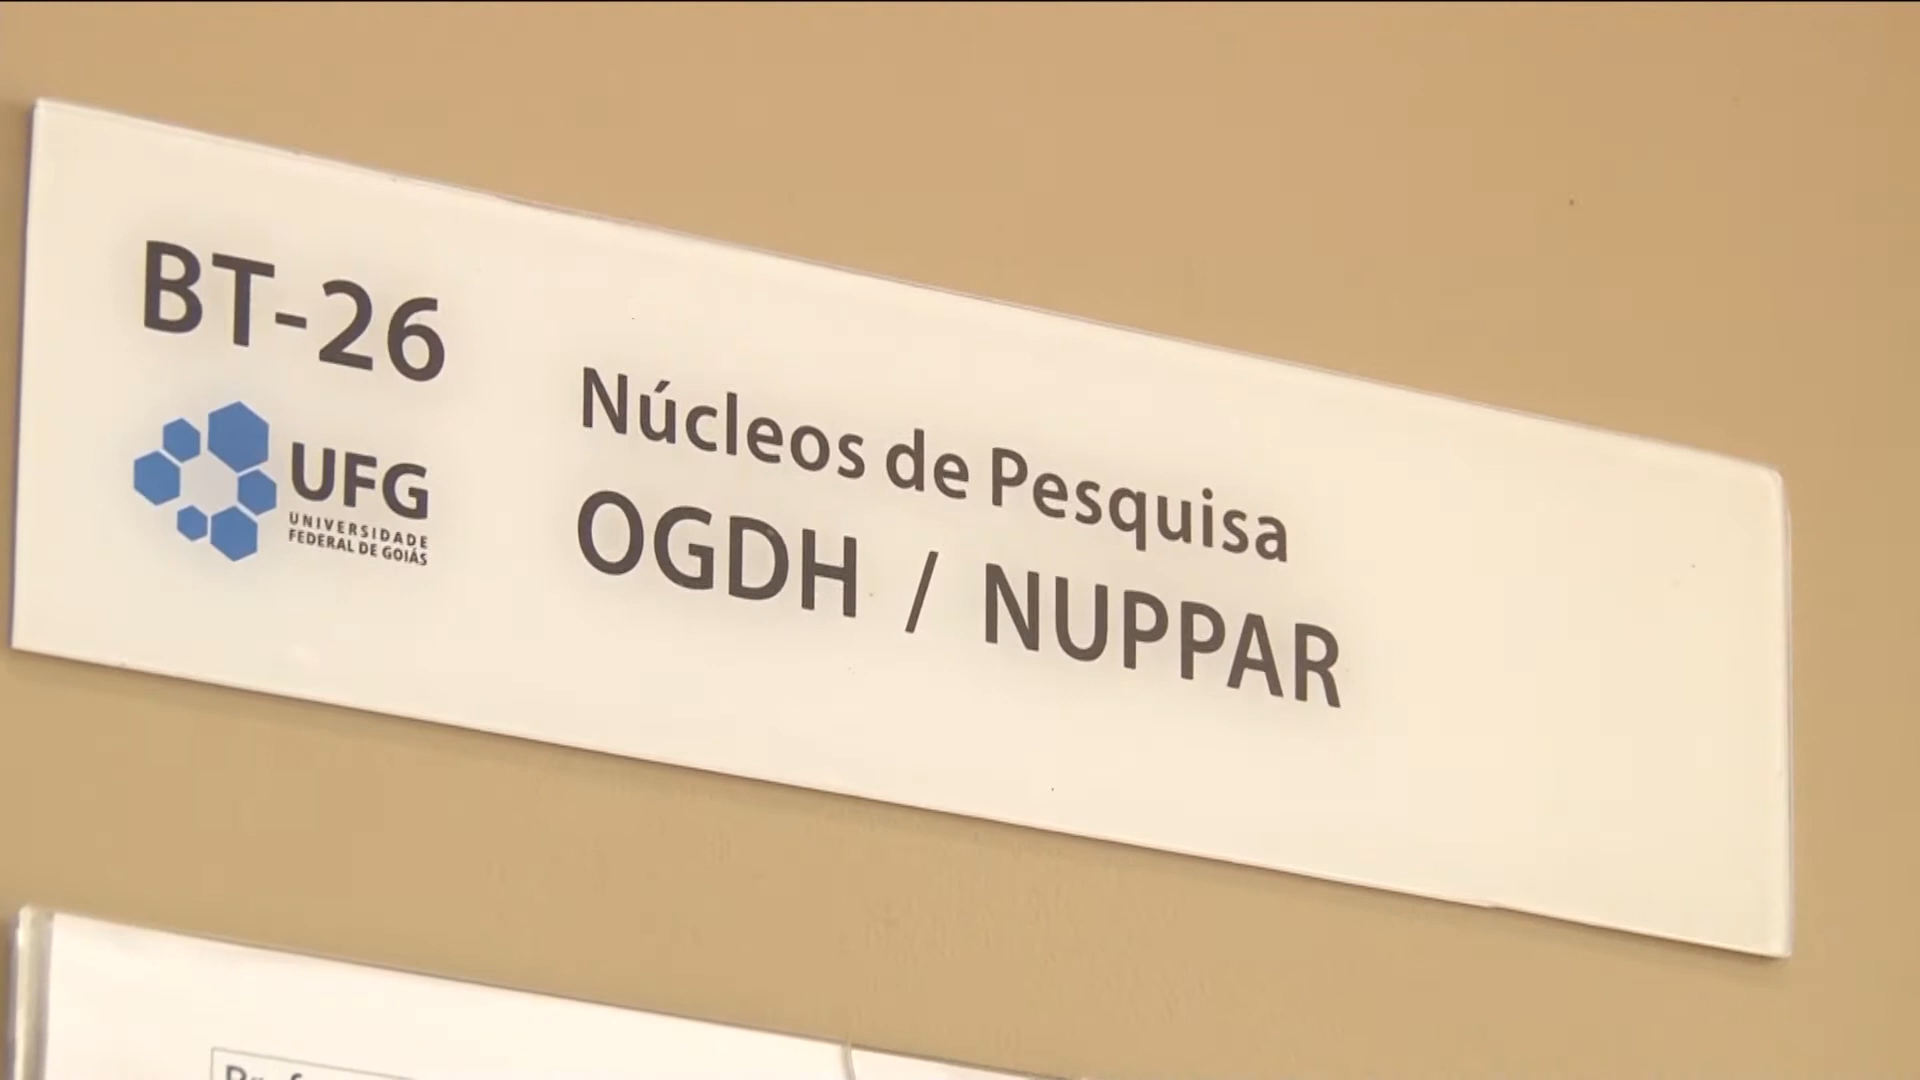 BT-26
UFG
UNIVERSIDADE
FEDERAL DE GOIÁS
Núcleos de Pesquisa
OGDH / NUPPAR